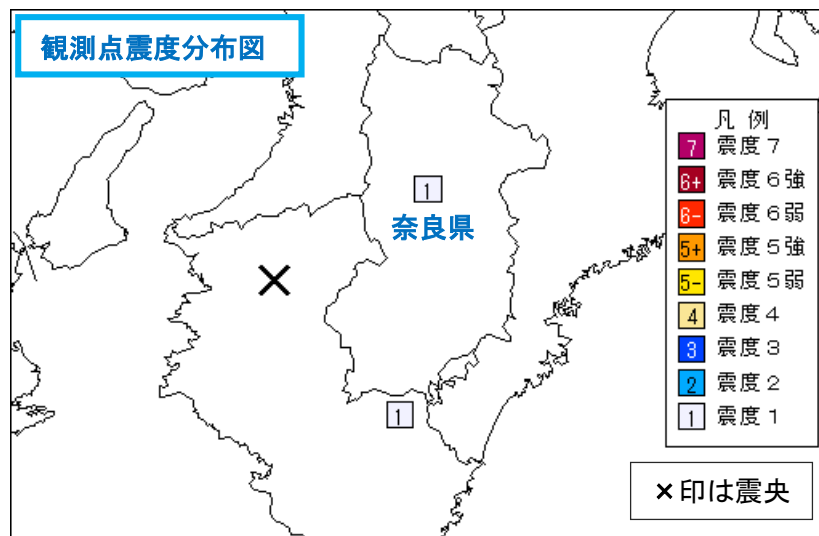 観測点震度分布図
1
奈良県
1
凡 例
7 震度7
6+ 震度6強
6- 震度6弱
5+ 震度5強
5- 震度5弱
4 震度4
3 震度3
2 震度2
1 震度1
×印は震央